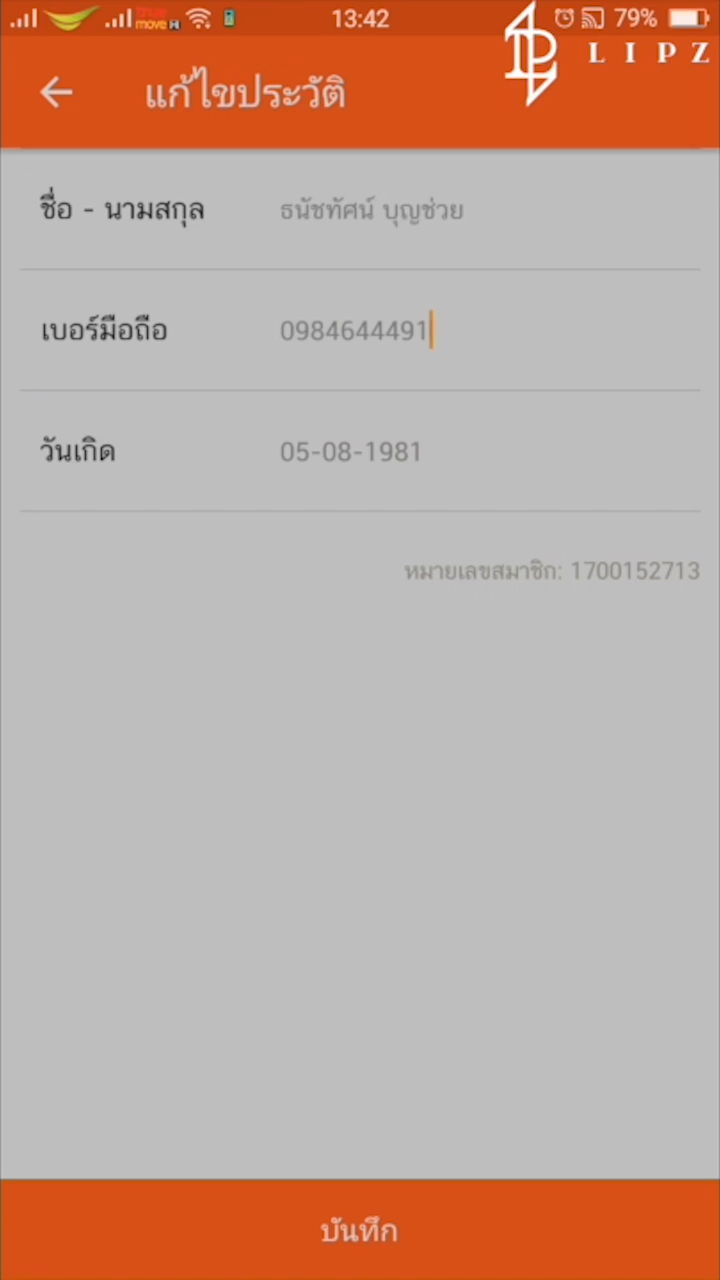 true
move H
13:42
79%
LIPZ
แก้ไขประวัติ
ชื่อ - นามสกุล ธนัชทัศน์ บุญช่วย
เบอร์มือถือ 0984644491
วันเกิด 05-08-1981
หมายเลขสมาชิก: 1700152713
บันทึก